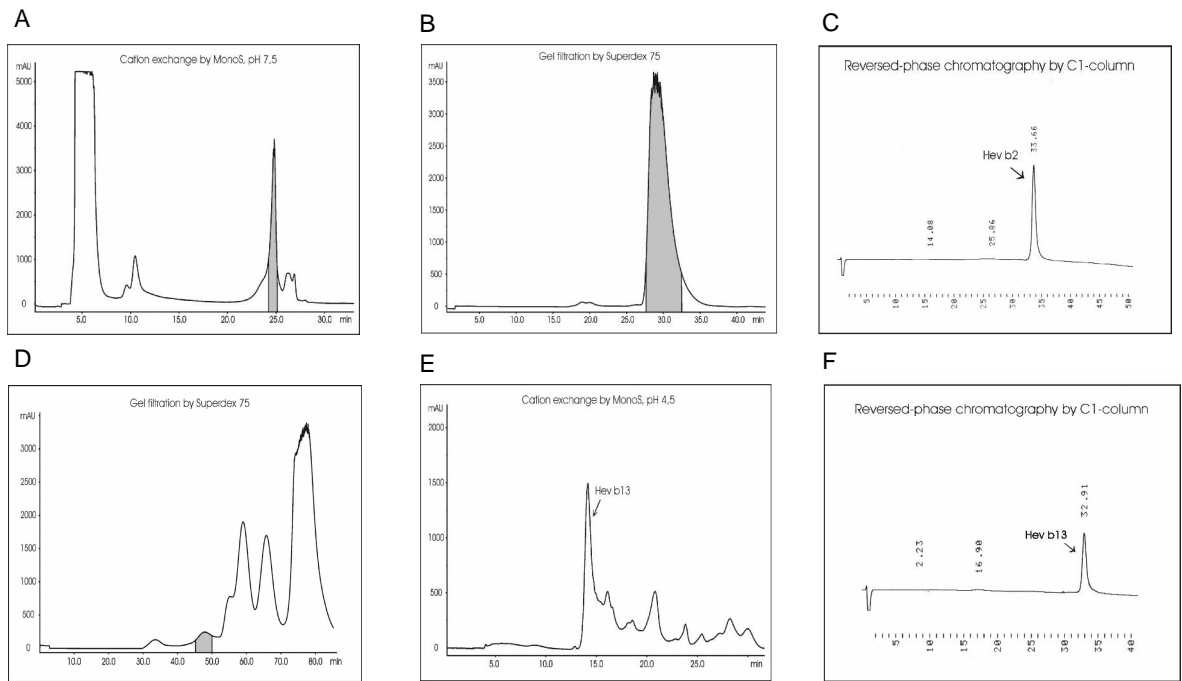 A
Cation exchange by MonoS, pH 7,5
mAU
5000
4000
3000
2000
1000
0
5.0 10.0 15.0 20.0 25.0 30.0 min
B
Gel filtration by Superdex 75
mAU
3500
3000
2500
2000
1500
1000
500
0
5.0 10.0 15.0 20.0 25.0 30.0 35.0 40.0 min
C
Reversed-phase chromatography by C1-column
33.66
Hev b2
14.08
25.86
5 10 15 20 25 30 35 40 45 50
D
Gel filtration by Superdex 75
mAU
3000
2500
2000
1500
1000
500
0
10.0 20.0 30.0 40.0 50.0 60.0 70.0 80.0 min
E
Cation exchange by MonoS, pH 4,5
mAU
2000
1500
Hev b13
1000
500
0
5.0 10.0 15.0 20.0 25.0 min
F
Reversed-phase chromatography by C1-column
32.91
Hev b13
2.23
16.90
5 10 15 20 25 30 35 40